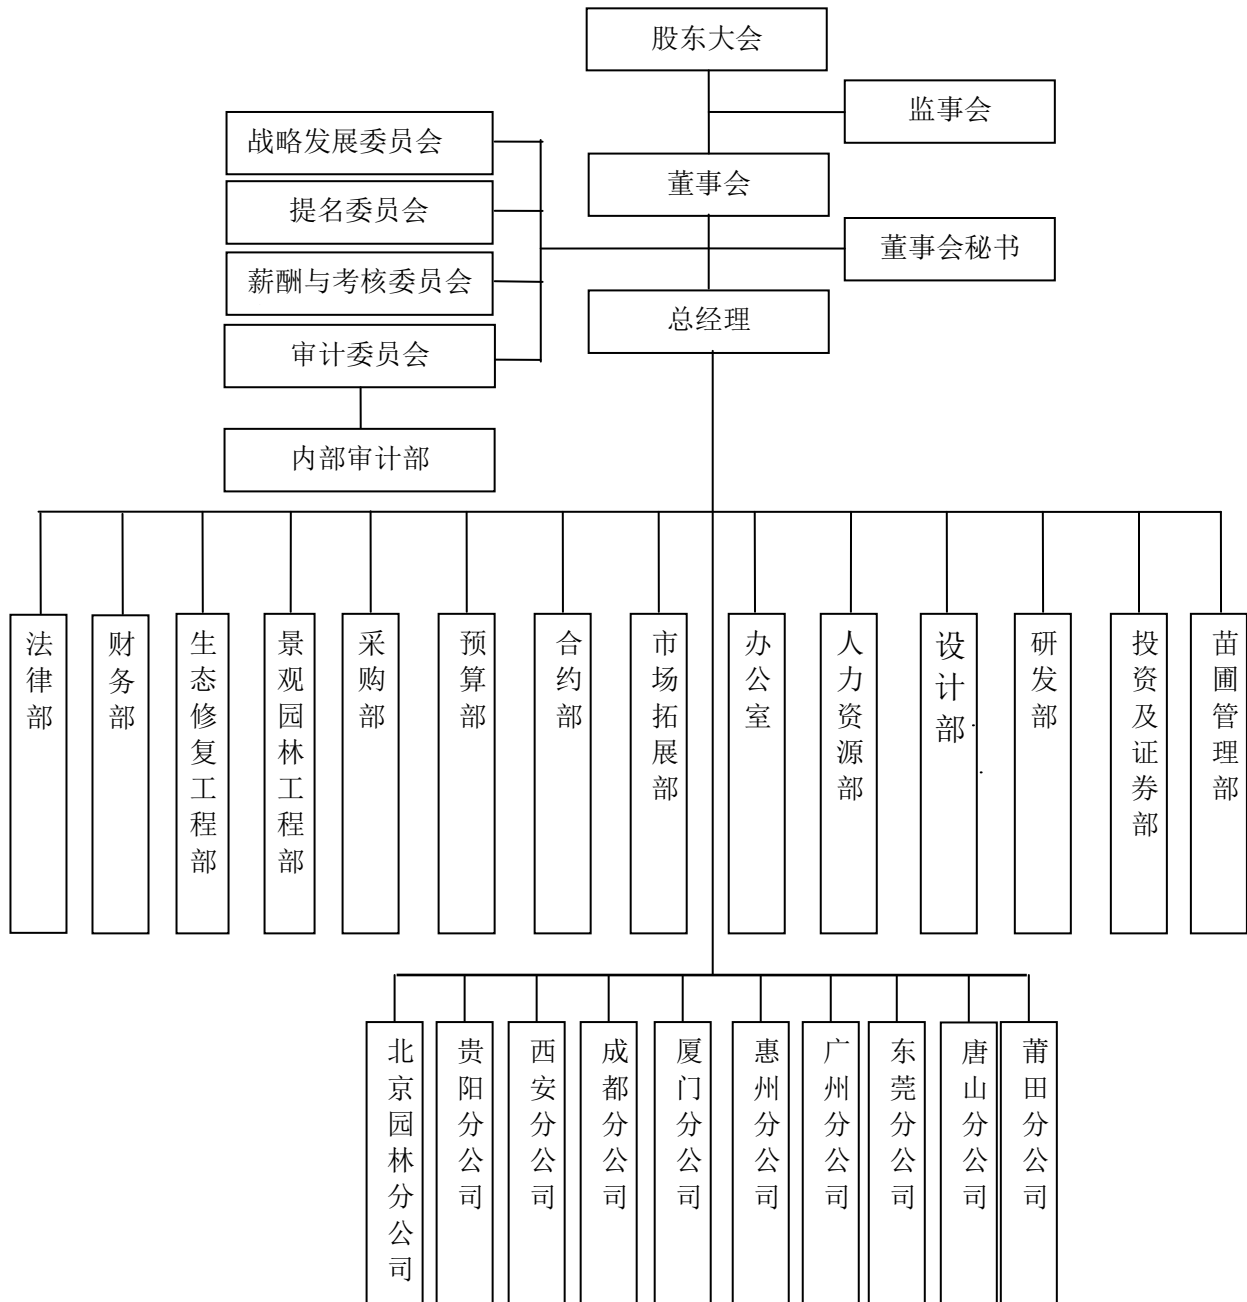 股东大会
监事会
战略发展委员会
董事会
提名委员会
董事会秘书
薪酬与考核委员会
总经理
审计委员会
内部审计部
法律部
财务部
生态修复工程部
景观园林工程部
采购部
预算部
合约部
市场拓展部
办公室
人力资源部
设计部
研发部
投资及证券部
苗圃管理部
北京园林分公司
贵阳分公司
西安分公司
成都分公司
厦门分公司
惠州分公司
广州分公司
东莞分公司
唐山分公司
莆田分公司